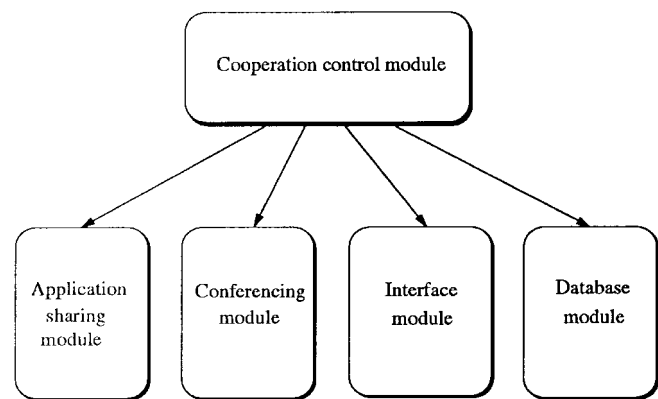 Cooperation control module
Application
sharing
module
Conferencing
module
Interface
module
Database
module